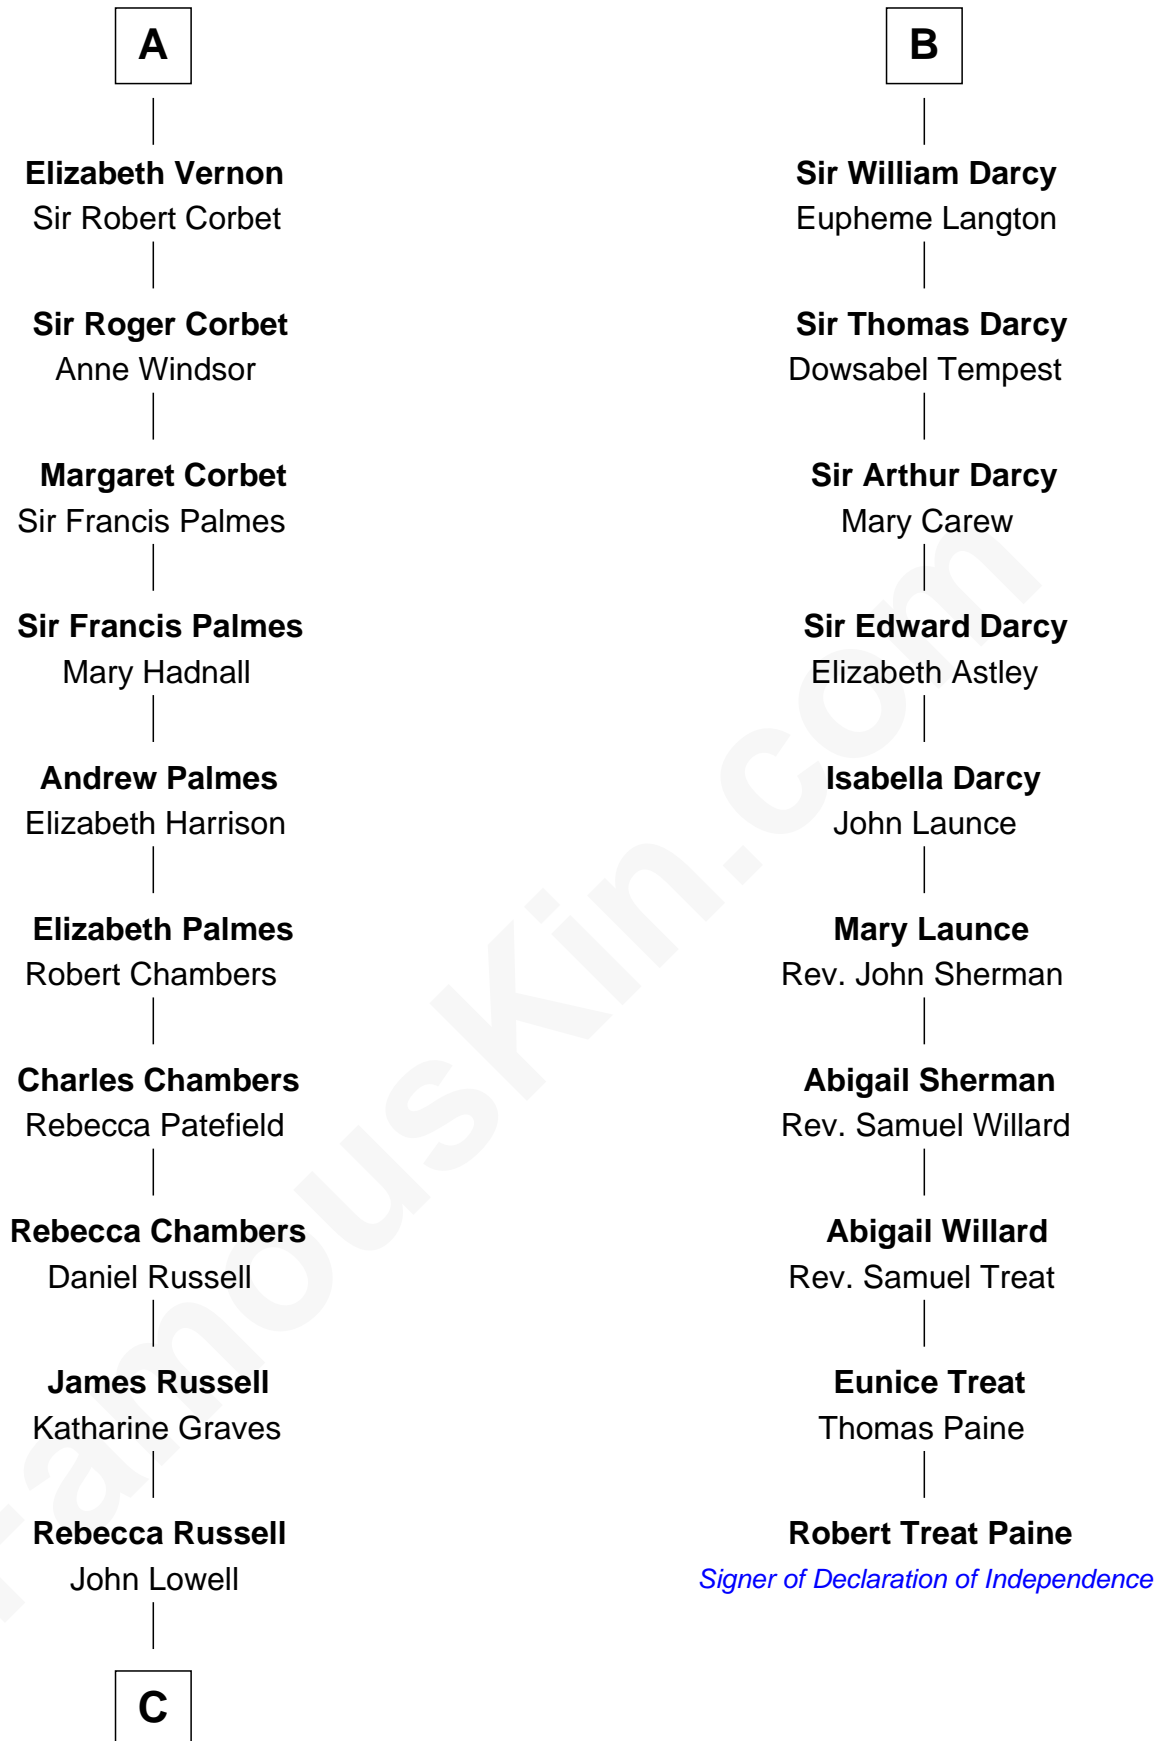 A
Elizabeth Vernon
Sir Robert Corbet
Sir Roger Corbet
Anne Windsor
Margaret Corbet
Sir Francis Palmes
Sir Francis Palmes
Mary Hadnall
Andrew Palmes
Elizabeth Harrison
Elizabeth Palmes
Robert Chambers
Charles Chambers
Rebecca Patefield
Rebecca Chambers
Daniel Russell
James Russell
Katharine Graves
Rebecca Russell
John Lowell
C
B
Sir William Darcy
Eupheme Langton
Sir Thomas Darcy
Dowsabel Tempest
Sir Arthur Darcy
Mary Carew
Sir Edward Darcy
Elizabeth Astley
Isabella Darcy
John Launce
Mary Launce
Rev. John Sherman
Abigail Sherman
Rev. Samuel Willard
Abigail Willard
Rev. Samuel Treat
Eunice Treat
Thomas Paine
Robert Treat Paine
Signer of Declaration of Independence
FamousKin.com